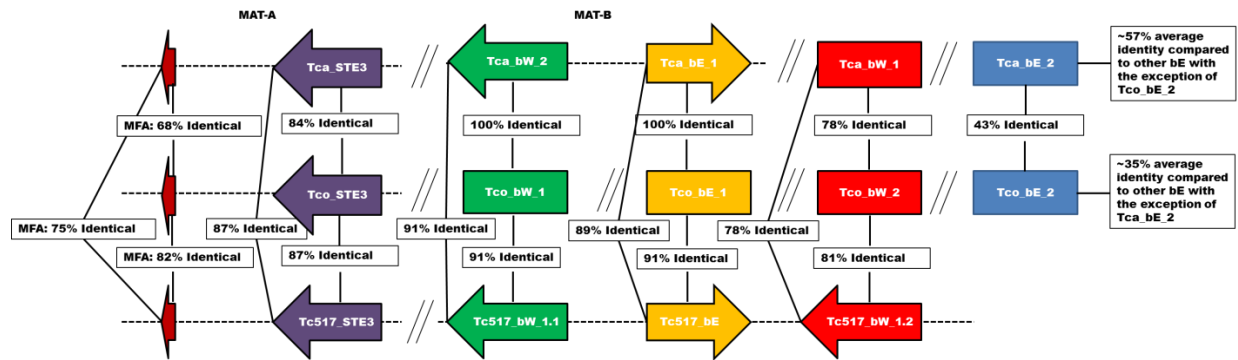 MAT-A
MAT-B
Tca_STE3
Tca_bW_2
Tca_bE_1
Tca_bW_1
Tca_bE_2
~57% average
identity compared
to other bE with
the exception of
Tco_bE_2
MFA: 68% Identical
84% Identical
100% Identical
100% Identical
78% Identical
43% Identical
Tco_STE3
Tco_bW_1
Tco_bE_1
Tco_bW_2
Tco_bE_2
~35% average
identity compared
to other bE with
the exception of
Tca_bE_2
MFA: 75% Identical
87% Identical
91% Identical
89% Identical
78% Identical
MFA: 82% Identical
87% Identical
91% Identical
91% Identical
81% Identical
Tc517_STE3
Tc517_bW_1.1
Tc517_bE
Tc517_bW_1.2